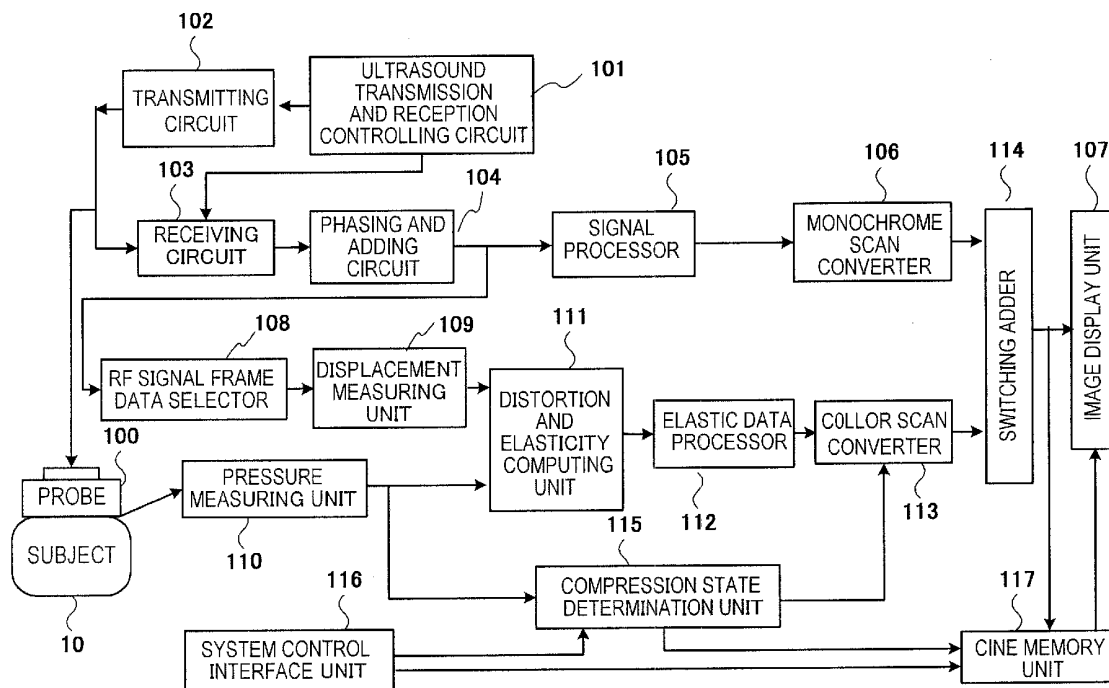 102
TRANSMITTING
CIRCUIT
ULTRASOUND
TRANSMISSION
AND RECEPTION
CONTROLLING CIRCUIT
101
103
RECEIVING
CIRCUIT
104
PHASING AND
ADDING
CIRCUIT
105
SIGNAL
PROCESSOR
106
MONOCHROME
SCAN
CONVERTER
114
SWITCHING ADDER
107
IMAGE DISPLAY UNIT
108
RF SIGNAL FRAME
DATA SELECTOR
109
DISPLACEMENT
MEASURING
UNIT
111
DISTORTION
AND
ELASTICITY
COMPUTING
UNIT
ELASTIC DATA
PROCESSOR
112
C0LLOR SCAN
CONVERTER
113
100
PROBE
SUBJECT
10
PRESSURE
MEASURING UNIT
110
115
COMPRESSION STATE
DETERMINATION UNIT
116
SYSTEM CONTROL
INTERFACE UNIT
117
CINE MEMORY
UNIT